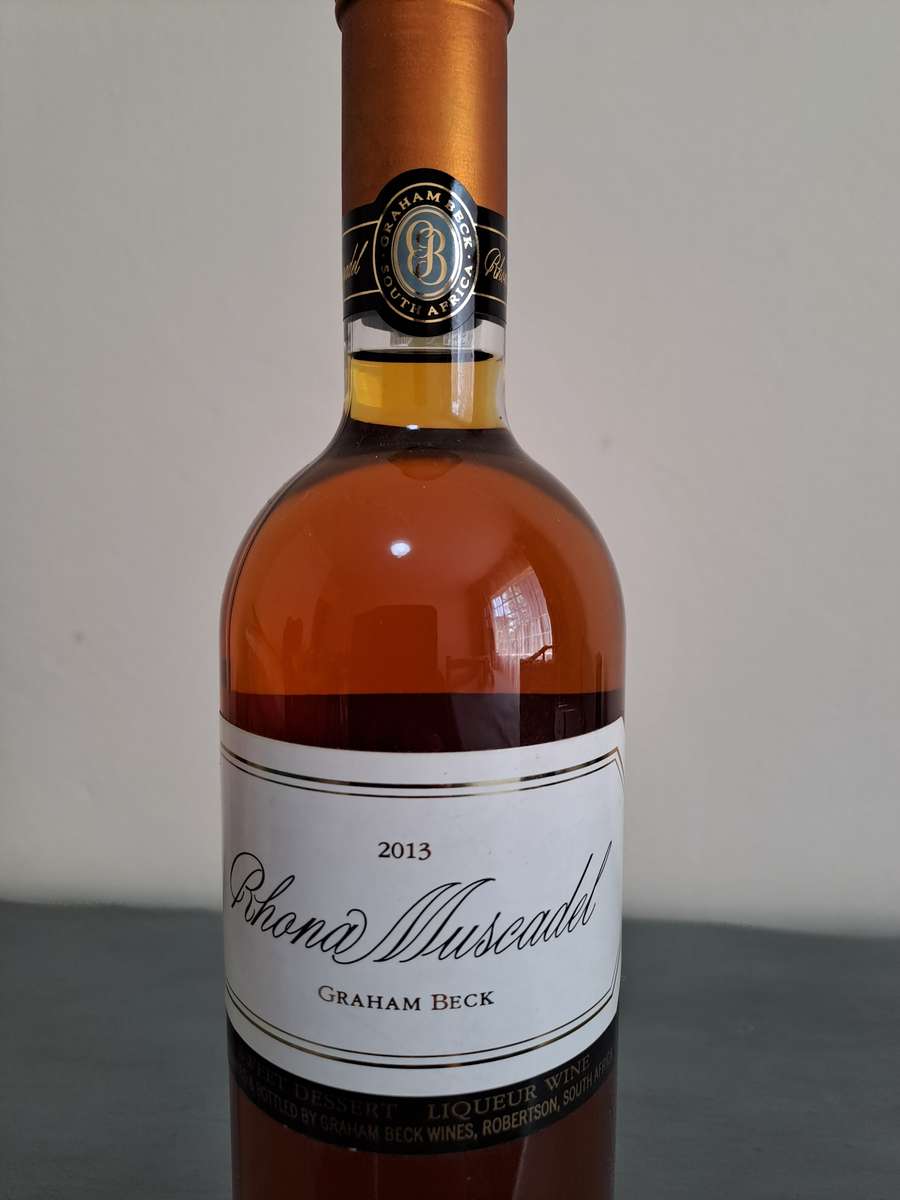 GRAHAM BECK
GB
SOUTH AFRICA
2013
Rhona Muscadel
GRAHAM BECK
DESSERT LIQUEUR WINE
BOTTLED BY GRAHAM BECK WINES, ROBERTSON, SOUTH AFRICA